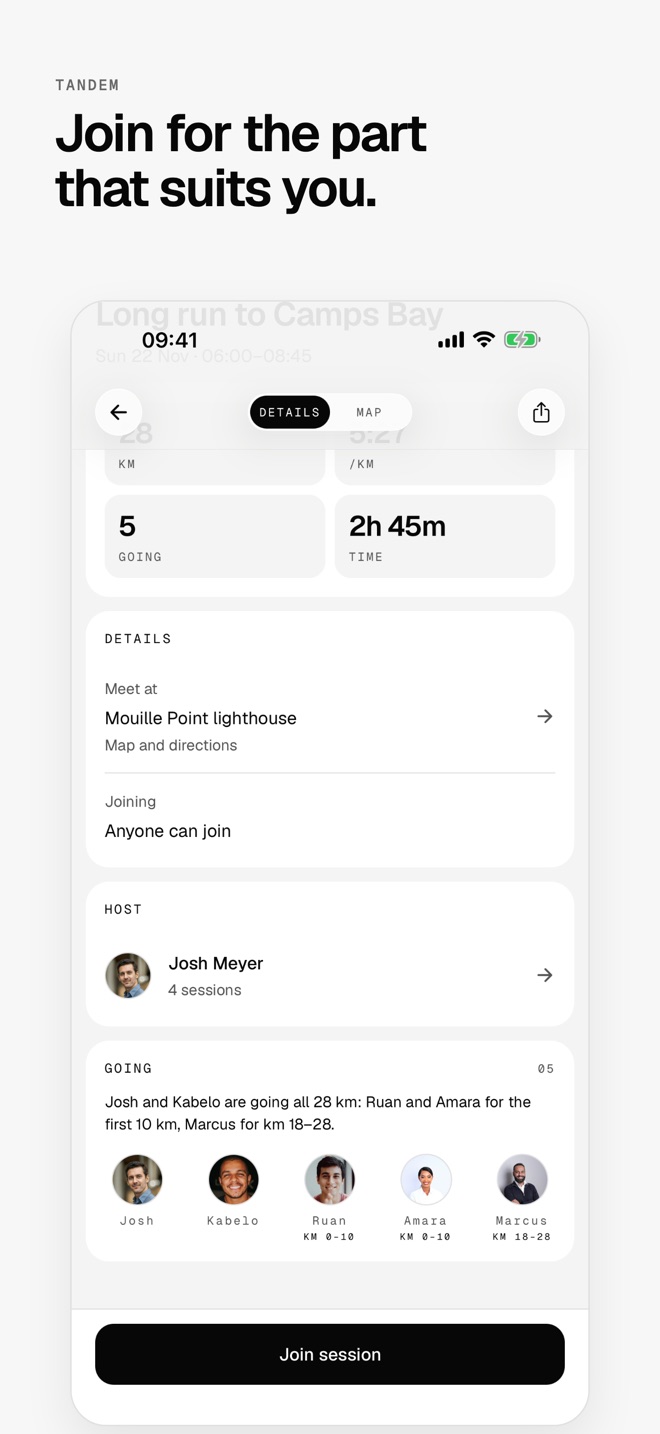 TANDEM
Join for the part
that suits you.
Long run to Camps Bay
09:41
Sun 22 Nov · 06:00–08:45
DETAILS
MAP
28
5:27
KM
/KM
5
2h 45m
GOING
TIME
DETAILS
Meet at
Mouille Point lighthouse
Map and directions
Joining
Anyone can join
HOST
Josh Meyer
4 sessions
GOING
05
Josh and Kabelo are going all 28 km: Ruan and Amara for the
first 10 km, Marcus for km 18–28.
Josh
Kabelo
Ruan
Amara
Marcus
KM 0–10
KM 0–10
KM 18–28
Join session